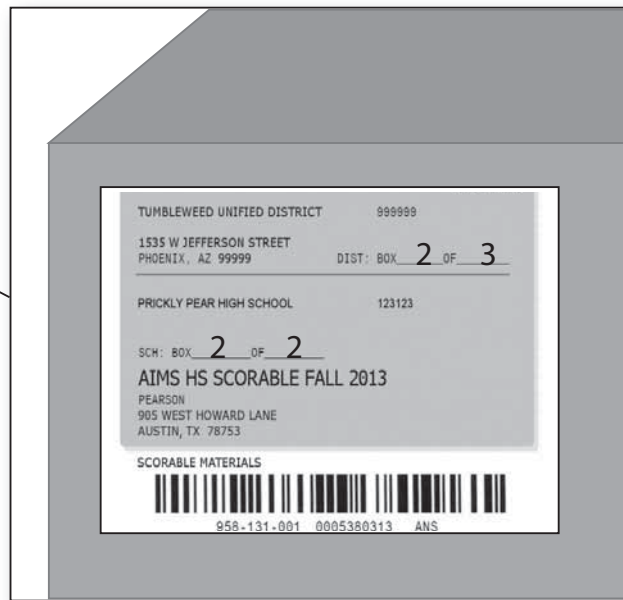 TUMBLEWEED UNIFIED DISTRICT 999999
1535 W JEFFERSON STREET
PHOENIX, AZ 99999 DIST: BOX 2 OF 3
PRICKLY PEAR HIGH SCHOOL 123123
SCH: BOX 2 OF 2
AIMS HS SCORABLE FALL 2013
PEARSON
905 WEST HOWARD LANE
AUSTIN, TX 78753
SCORABLE MATERIALS
958-131-001 0005380313 ANS